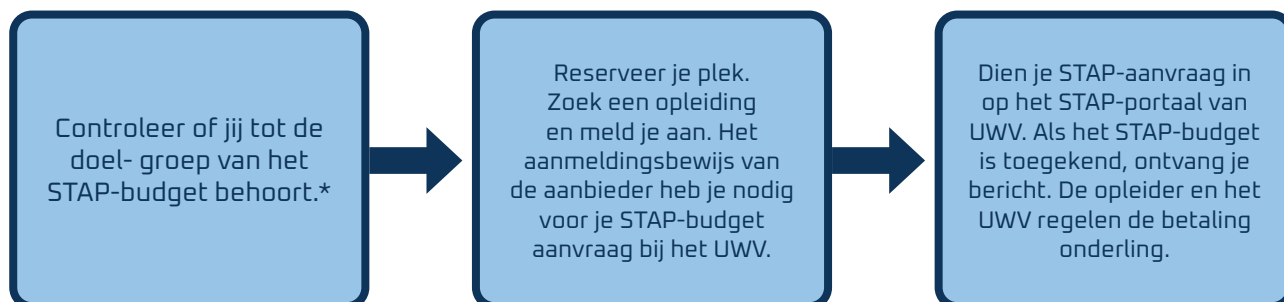 Controleer of jij tot de
doel- groep van het
STAP-budget behoort.*
Reserveer je plek.
Zoek een opleiding
en meld je aan. Het
aanmeldingsbewijs van
de aanbieder heb je nodig
voor je STAP-budget
aanvraag bij het UWV.
Dien je STAP-aanvraag in
op het STAP-portaal van
UWV. Als het STAP-budget
is toegekend, ontvang je
bericht. De opleider en het
UWV regelen de betaling
onderling.